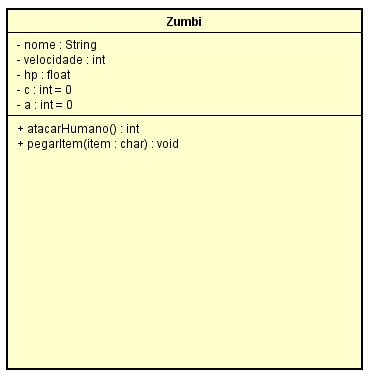 Zumbi
- nome : String
- velocidade : int
- hp : float
- c : int = 0
- a : int = 0
+ atacarHumano() : int
+ pegarItem(item : char) : void